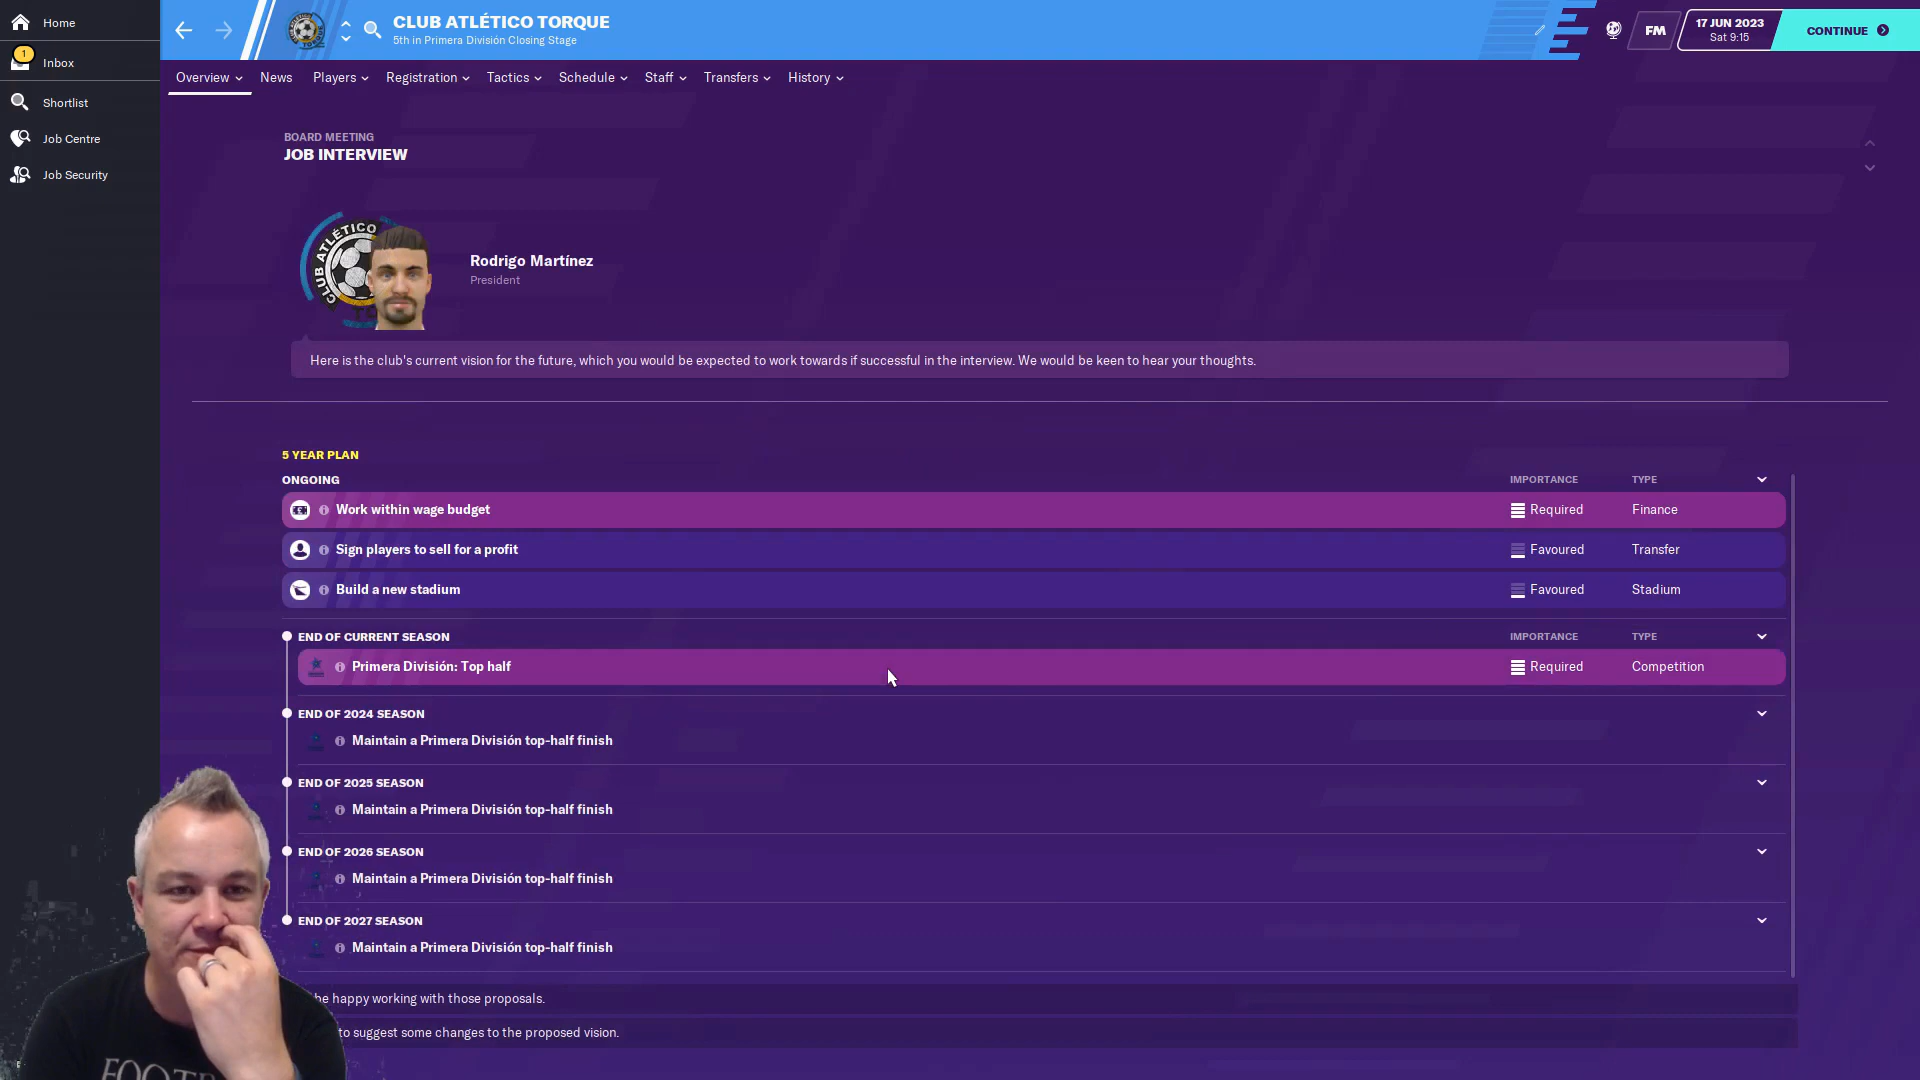 Home
1
Inbox
Shortlist
Job Centre
Job Security
CLUB ATLÉTICO TORQUE
5th in Primera División Closing Stage
FM
17 JUN 2023
Sat 9:15
CONTINUE
Overview
News
Players
Registration
Tactics
Schedule
Staff
Transfers
History
BOARD MEETING
JOB INTERVIEW
CLUB ATLÉTICO
Rodrigo Martínez
President
Here is the club's current vision for the future, which you would be expected to work towards if successful in the interview. We would be keen to hear your thoughts.
5 YEAR PLAN
ONGOING IMPORTANCE TYPE
Work within wage budget Required Finance
Sign players to sell for a profit Favoured Transfer
Build a new stadium Favoured Stadium
END OF CURRENT SEASON IMPORTANCE TYPE
Primera División: Top half Required Competition
END OF 2024 SEASON
Maintain a Primera División top-half finish
END OF 2025 SEASON
Maintain a Primera División top-half finish
END OF 2026 SEASON
Maintain a Primera División top-half finish
END OF 2027 SEASON
Maintain a Primera División top-half finish
be happy working with those proposals.
to suggest some changes to the proposed vision.